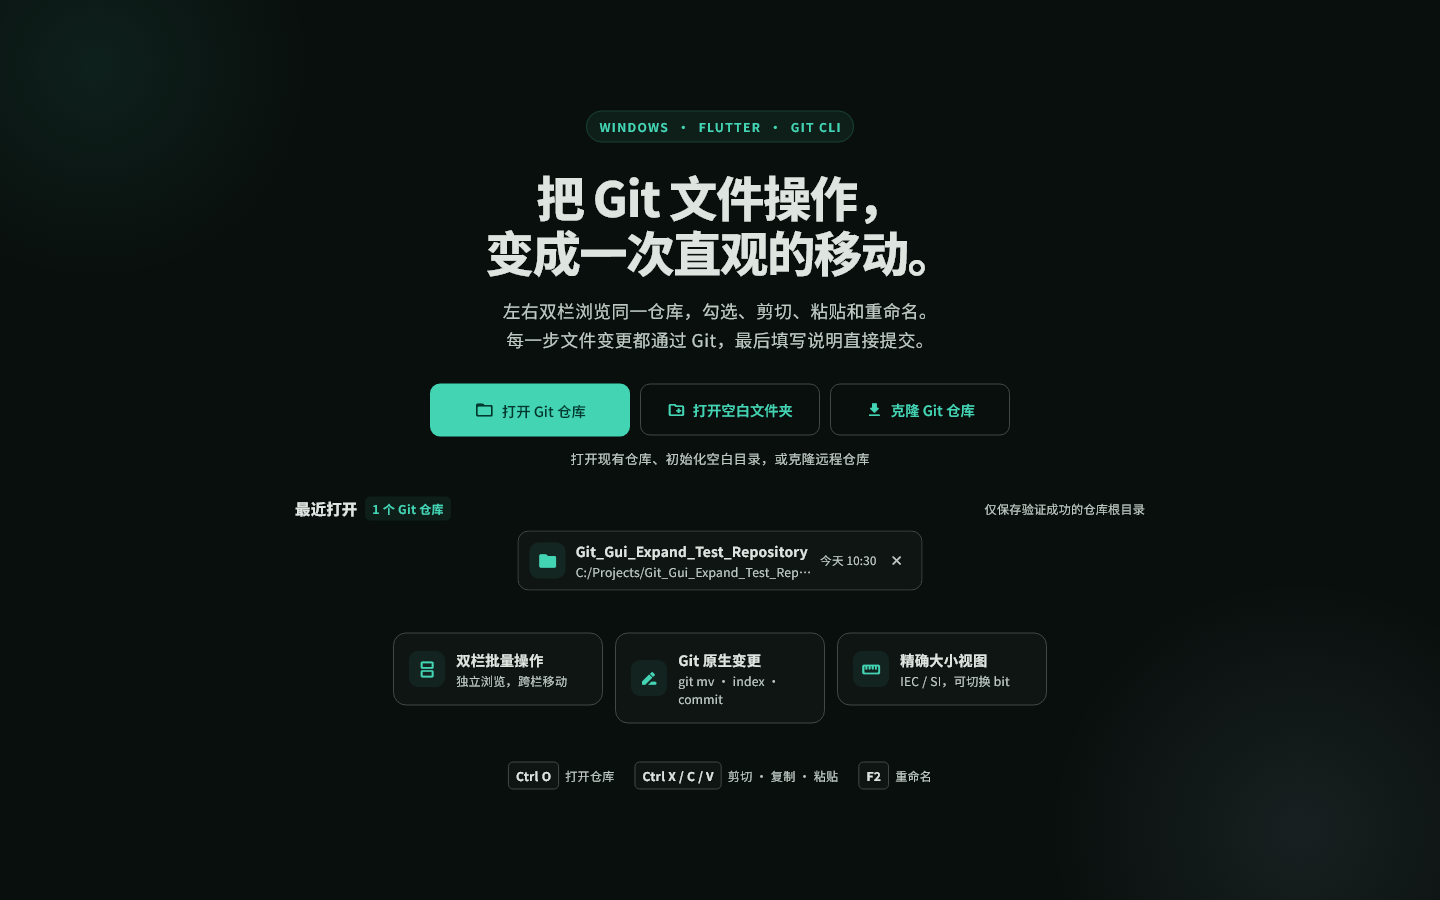 WINDOWS • FLUTTER • GIT CLI
把 Git 文件操作，
变成一次直观的移动。
左右双栏浏览同一仓库，勾选、剪切、粘贴和重命名。
每一步文件变更都通过 Git，最后填写说明直接提交。
打开 Git 仓库
打开空白文件夹
克隆 Git 仓库
打开现有仓库、初始化空白目录，或克隆远程仓库
最近打开
1 个 Git 仓库
仅保存验证成功的仓库根目录
Git_Gui_Expand_Test_Repository
C:/Projects/Git_Gui_Expand_Test_Rep…
今天 10:30
双栏批量操作
独立浏览，跨栏移动
Git 原生变更
git mv • index •
commit
精确大小视图
IEC / SI，可切换 bit
Ctrl O 打开仓库
Ctrl X / C / V 剪切 • 复制 • 粘贴
F2 重命名